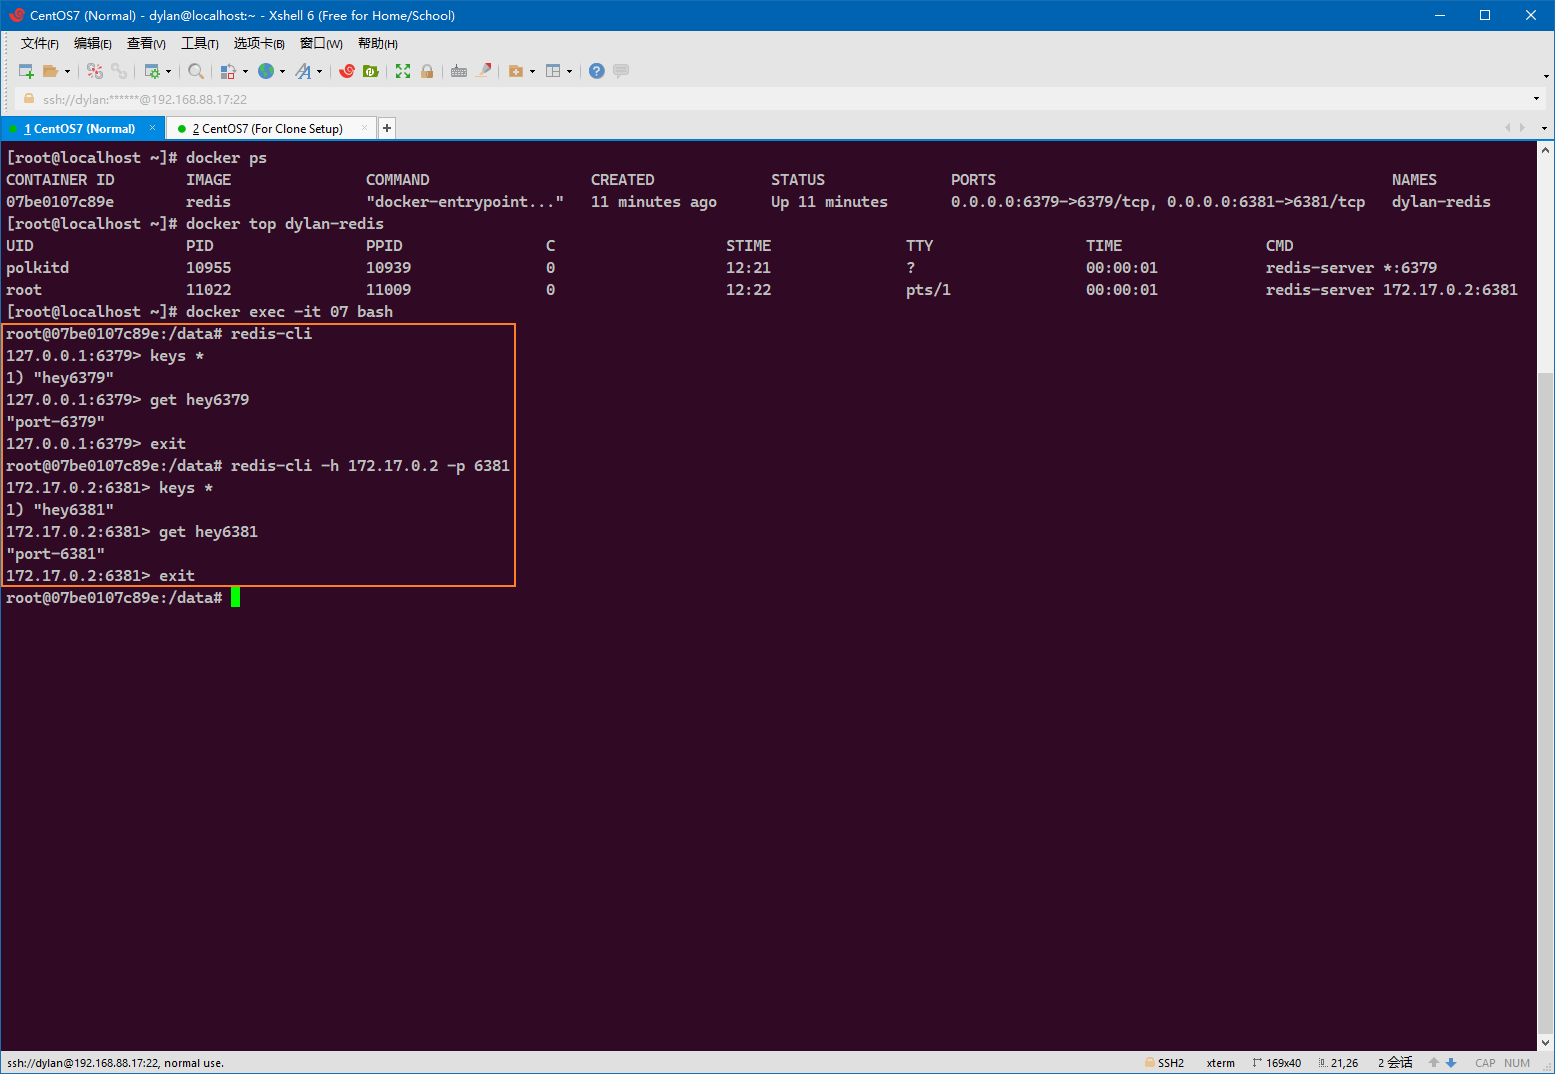 CentOS7 (Normal) - dylan@localhost:~ - Xshell 6 (Free for Home/School)
文件(F) 编辑(E) 查看(V) 工具(T) 选项卡(B) 窗口(W) 帮助(H)
ssh://dylan:******@192.168.88.17:22
1 CentOS7 (Normal) × 2 CentOS7 (For Clone Setup) × +
[root@localhost ~]# docker ps
CONTAINER ID IMAGE COMMAND CREATED STATUS PORTS NAMES
07be0107c89e redis "docker-entrypoint..." 11 minutes ago Up 11 minutes 0.0.0.0:6379->6379/tcp, 0.0.0.0:6381->6381/tcp dylan-redis
[root@localhost ~]# docker top dylan-redis
UID PID PPID C STIME TTY TIME CMD
polkitd 10955 10939 0 12:21 ? 00:00:01 redis-server *:6379
root 11022 11009 0 12:22 pts/1 00:00:01 redis-server 172.17.0.2:6381
[root@localhost ~]# docker exec -it 07 bash
root@07be0107c89e:/data# redis-cli
127.0.0.1:6379> keys *
1) "hey6379"
127.0.0.1:6379> get hey6379
"port-6379"
127.0.0.1:6379> exit
root@07be0107c89e:/data# redis-cli -h 172.17.0.2 -p 6381
172.17.0.2:6381> keys *
1) "hey6381"
172.17.0.2:6381> get hey6381
"port-6381"
172.17.0.2:6381> exit
root@07be0107c89e:/data#
ssh://dylan@192.168.88.17:22, normal use. SSH2 xterm 169x40 21,26 2 会话 CAP NUM